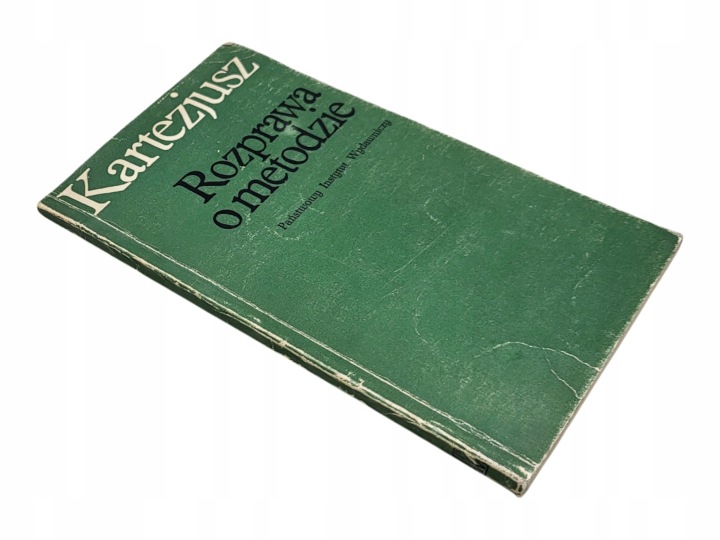 Kartezjusz
Rozprawa
o metodzie
Państwowy Instytut Wydawniczy